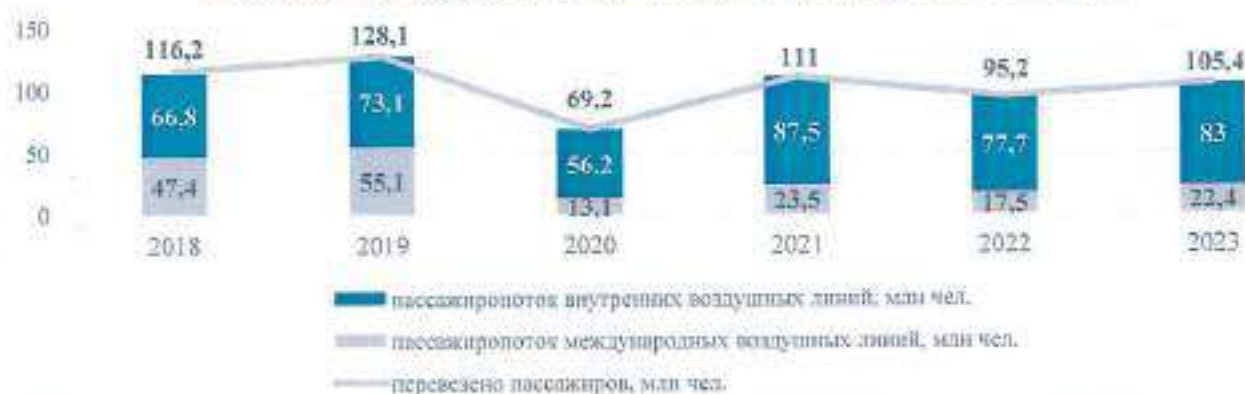 150
116,2 128,1 69,2 111 95,2 105,4
100
66,8 73,1 56,2 87,5 77,7 83
50
47,4 55,1 13,1 23,5 17,5 22,4
0
2018 2019 2020 2021 2022 2023
пассажиропоток внутренних воздушных линий, млн чел.
пассажиропоток международных воздушных линий, млн чел.
перевезено пассажиров, млн чел.